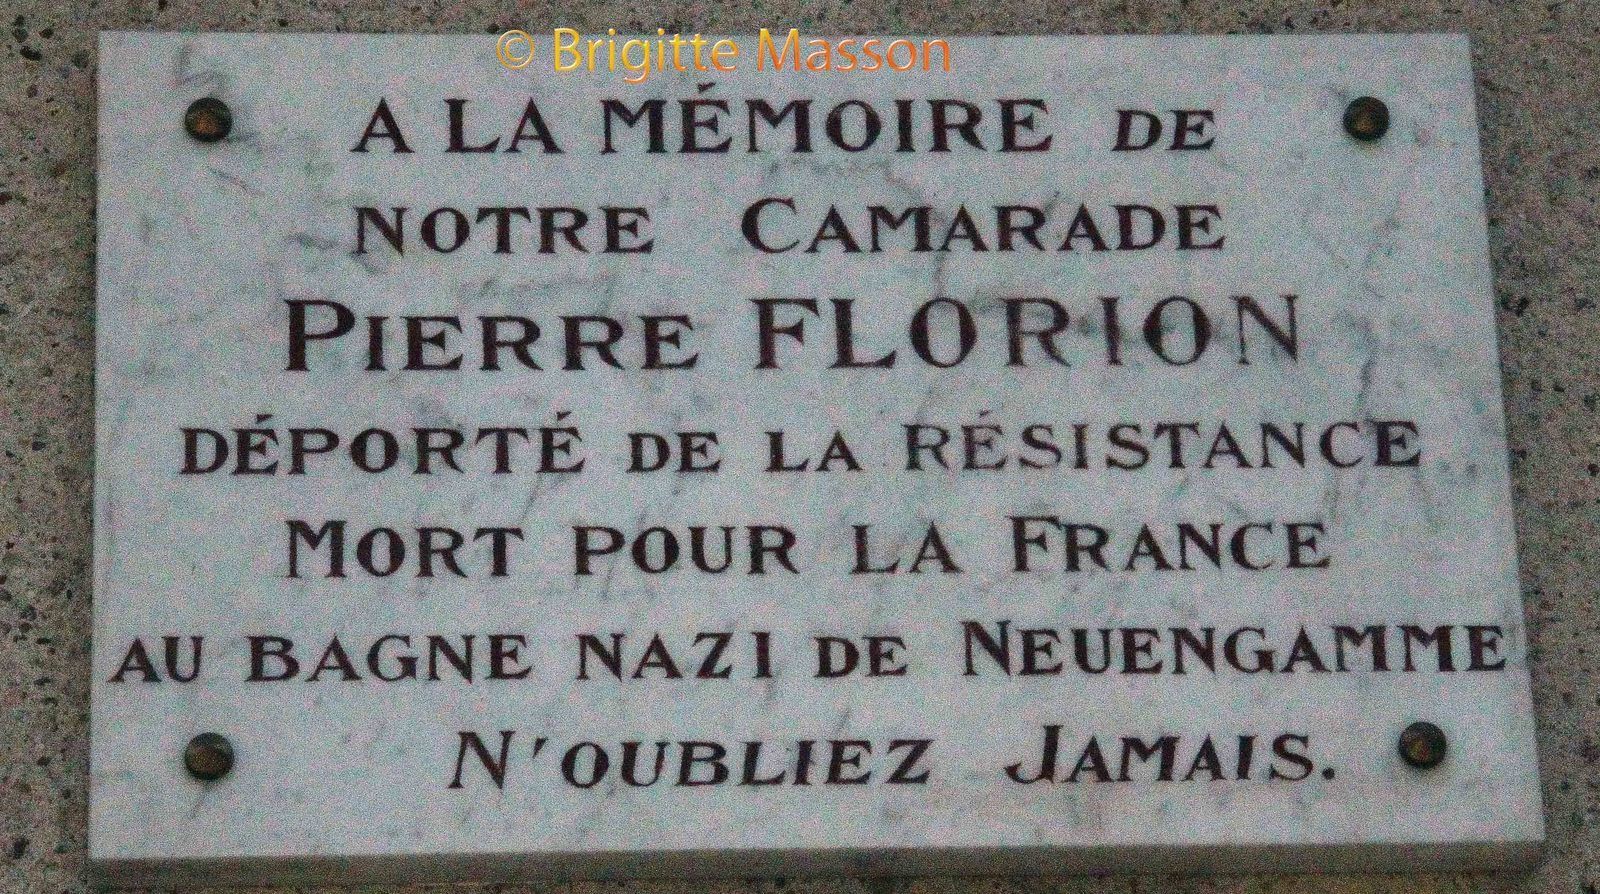 © Brigitte Masson
A LA MÉMOIRE DE
NOTRE CAMARADE
PIERRE FLORION
DÉPORTÉ DE LA RÉSISTANCE
MORT POUR LA FRANCE
AU BAGNE NAZI DE NEUENGAMME
N'OUBLIEZ JAMAIS.